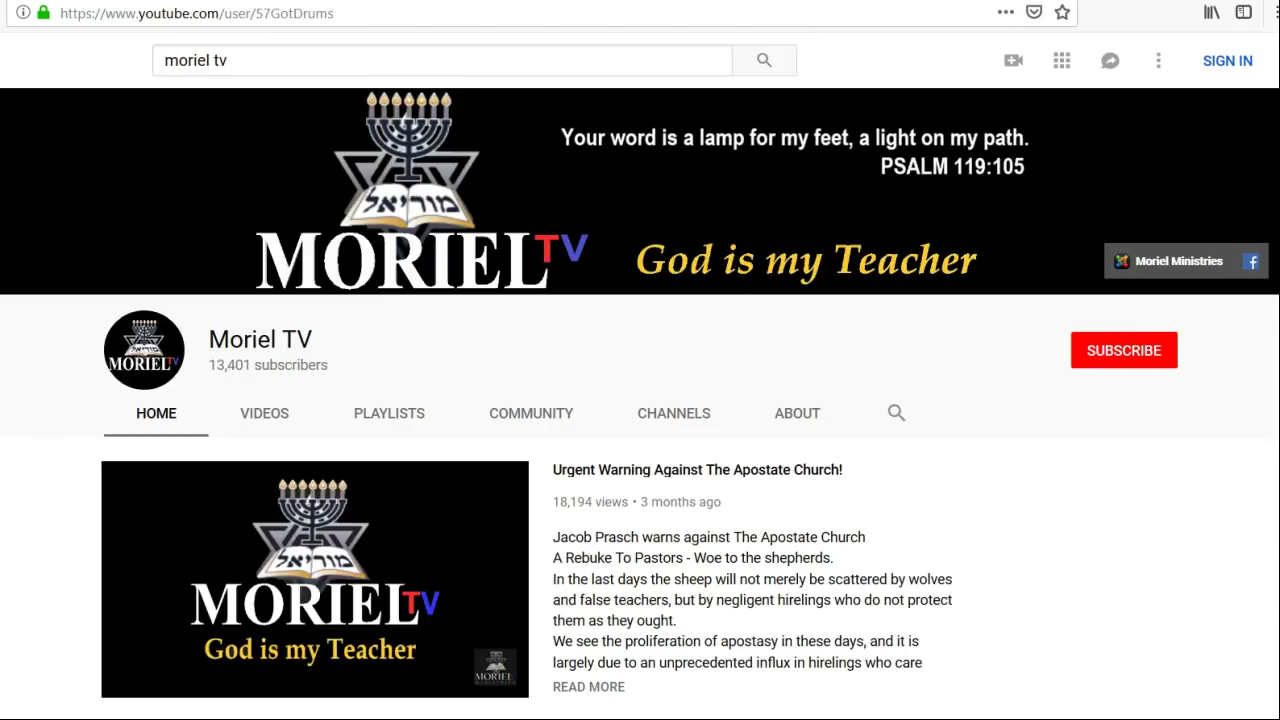 https://www.youtube.com/user/57GotDrums
moriel tv
SIGN IN
Your word is a lamp for my feet, a light on my path.
PSALM 119:105
מוריאל
MORIELTV
God is my Teacher
Moriel Ministries
MORIELTV
Moriel TV
13,401 subscribers
SUBSCRIBE
HOME
VIDEOS
PLAYLISTS
COMMUNITY
CHANNELS
ABOUT
מוריאל
MORIELTV
God is my Teacher
MORIEL
Urgent Warning Against The Apostate Church!
18,194 views • 3 months ago
Jacob Prasch warns against The Apostate Church
A Rebuke To Pastors - Woe to the shepherds.
In the last days the sheep will not merely be scattered by wolves
and false teachers, but by negligent hirelings who do not protect
them as they ought.
We see the proliferation of apostasy in these days, and it is
largely due to an unprecedented influx in hirelings who care
READ MORE